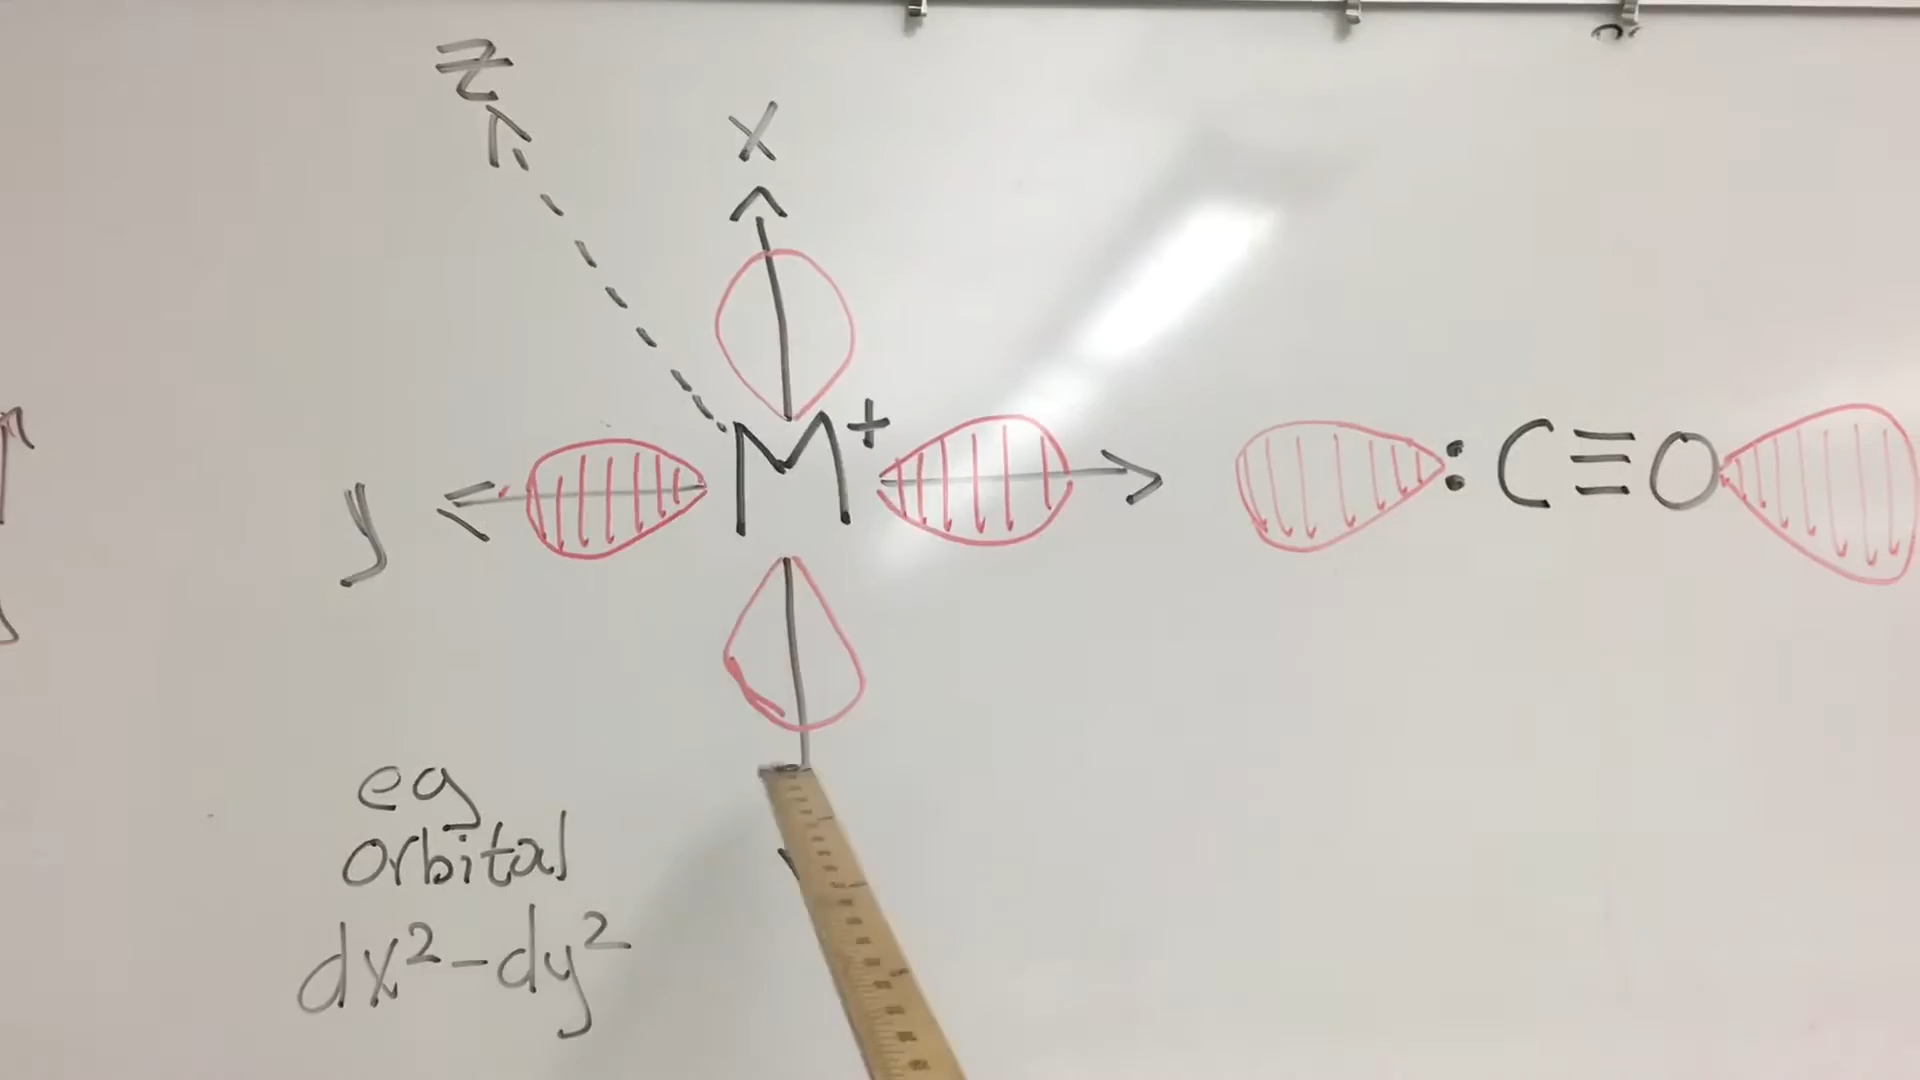 z
x
y
M⁺
:C≡O
eg
orbital
dx²-dy²